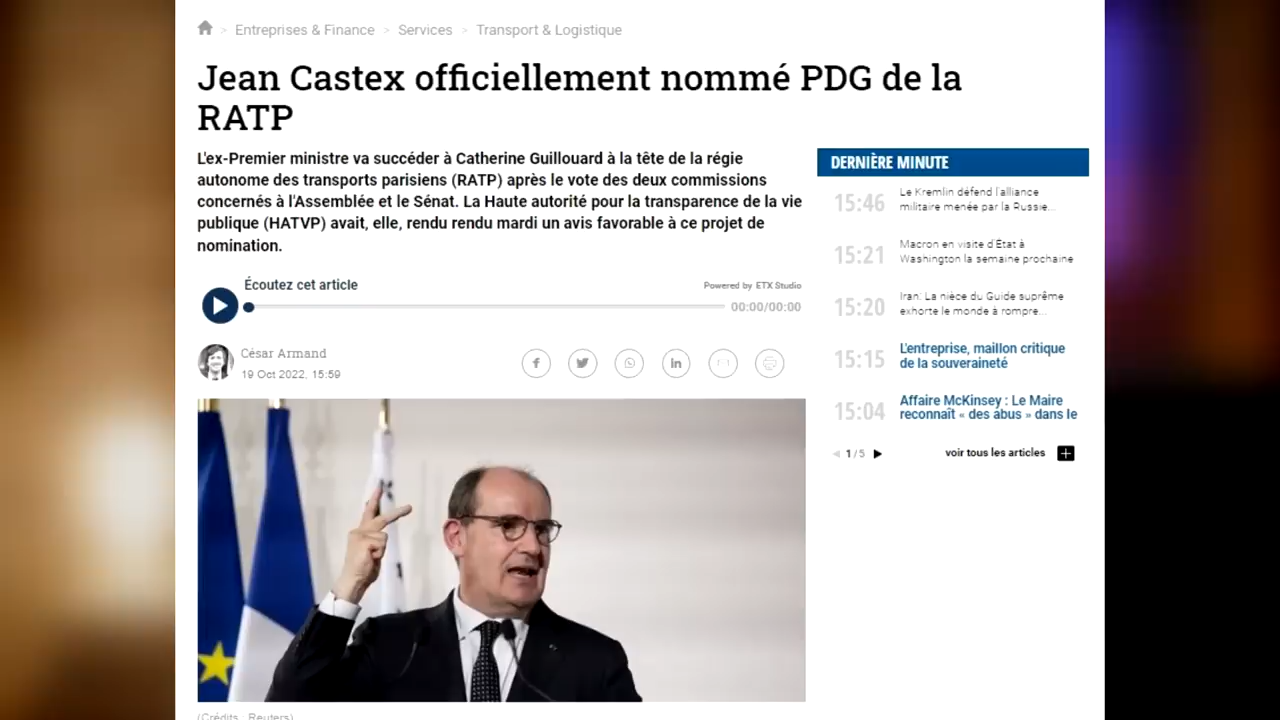 Entreprises & Finance > Services > Transport & Logistique
Jean Castex officiellement nommé PDG de la
RATP
L'ex-Premier ministre va succéder à Catherine Guillouard à la tête de la régie
autonome des transports parisiens (RATP) après le vote des deux commissions
concernés à l'Assemblée et le Sénat. La Haute autorité pour la transparence de la vie
publique (HATVP) avait, elle, rendu rendu mardi un avis favorable à ce projet de
nomination.
Écoutez cet article
Powered by ETX Studio
00:00/00:00
César Armand
19 Oct 2022, 15:59
(Crédits : Reuters)
DERNIÈRE MINUTE
15:46 Le Kremlin défend l'alliance
militaire menée par la Russie...
15:21 Macron en visite d'État à
Washington la semaine prochaine
15:20 Iran: La nièce du Guide suprême
exhorte le monde à rompre...
15:15 L'entreprise, maillon critique
de la souveraineté
15:04 Affaire McKinsey : Le Maire
reconnaît « des abus » dans le
1 / 5
voir tous les articles